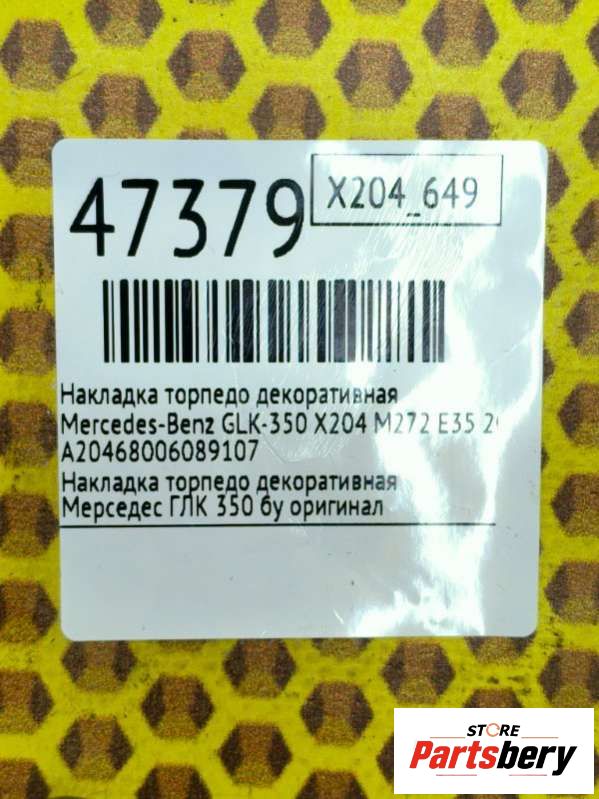 47379
X204_649
Накладка торпедо декоративная
Mercedes-Benz GLK-350 X204 M272 E35
A20468006089107
Накладка торпедо декоративная
Мерседес ГЛК 350 бу оригинал
STORE
Partsbery